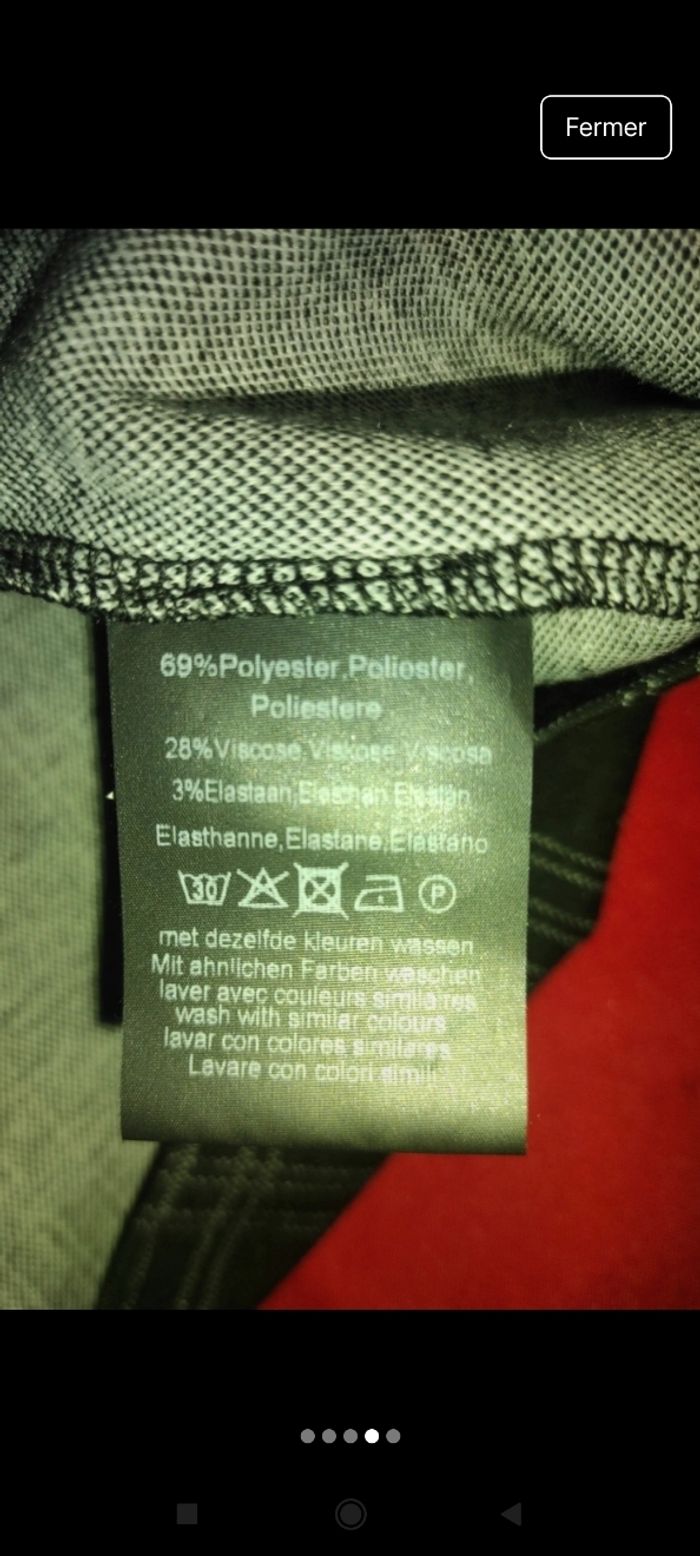 Fermer
69%Polyester,Poliester,
Poliestere
28%Viscose Viskose Viscosa
3%Elastaan,Elasthan Elastan
Elasthanne,Elastane,Elastano
30
P
met dezelfde kleuren wassen
Mit ahnlichen Farben waschen
laver avec couleurs similaires
wash with similar colours
lavar con colores similares
Lavare con colori simili